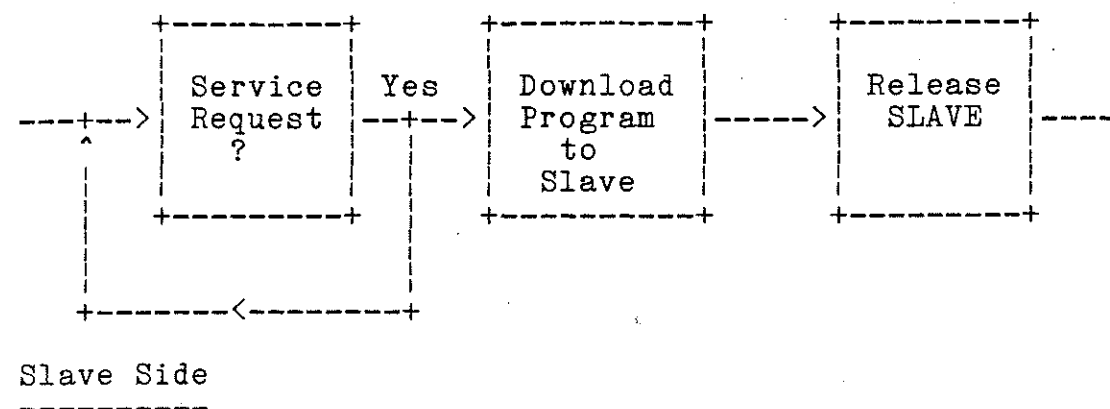 Service Yes Download Release
Request Program SLAVE
? to
Slave
Slave Side